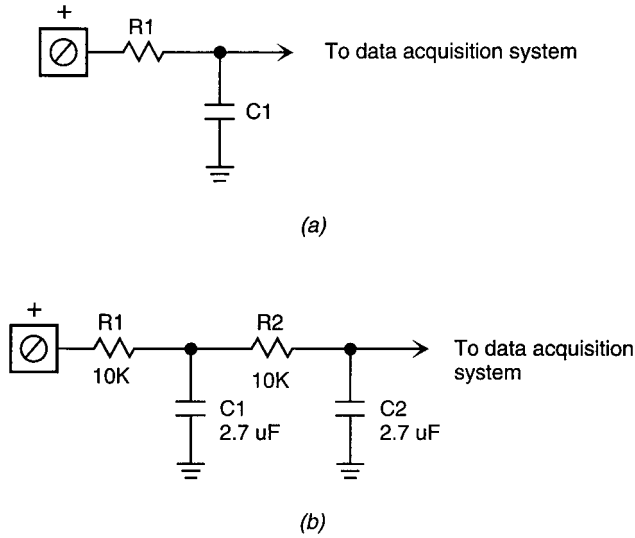 +
R1
To data acquisition system
C1
(a)
+
R1
R2
10K
10K
To data acquisition
system
C1
2.7 uF
C2
2.7 uF
(b)